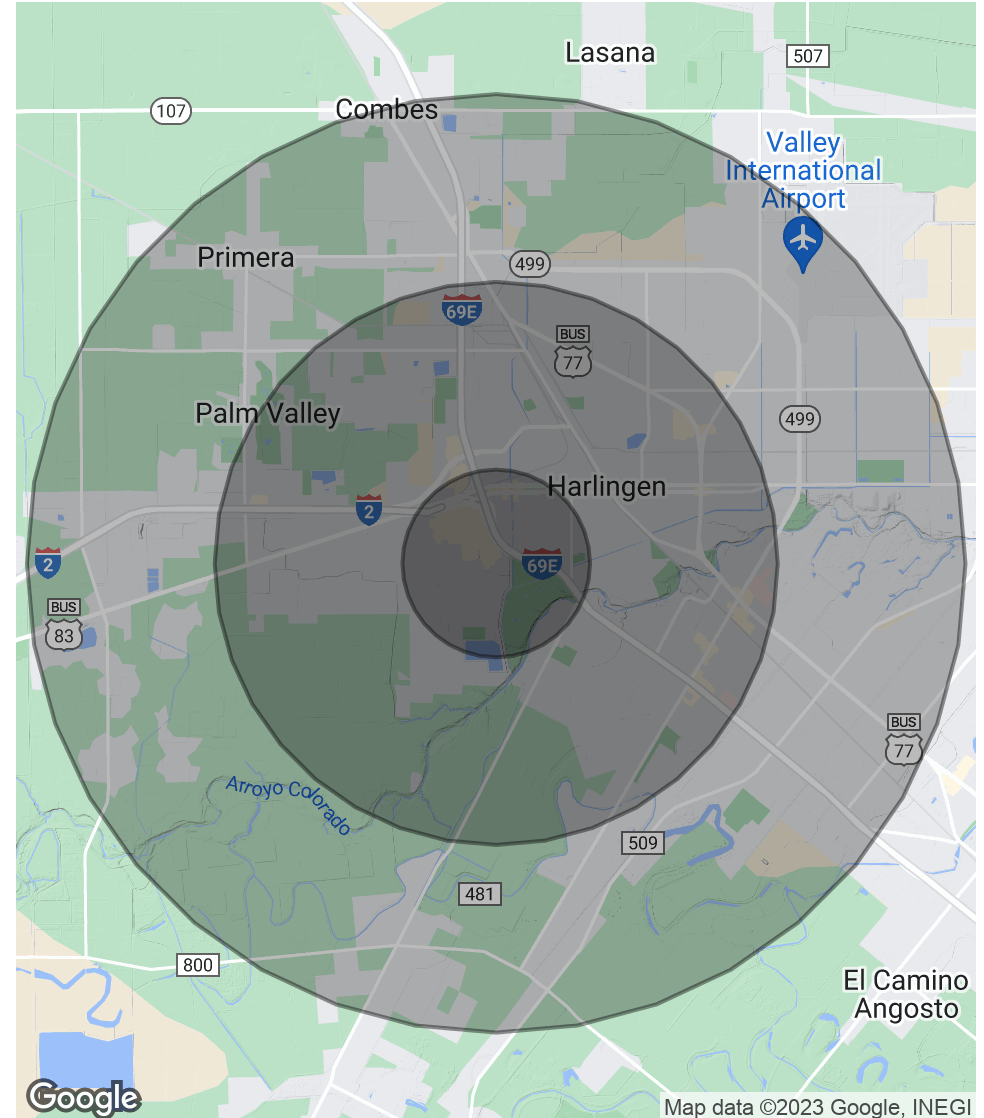 Lasana
507
107
Combes
Valley
International
Airport
Primera
499
69E
BUS
77
Palm Valley
499
Harlingen
2
69E
2
BUS
83
BUS
77
Arroyo Colorado
509
481
800
El Camino
Angosto
Google
Map data ©2023 Google, INEGI